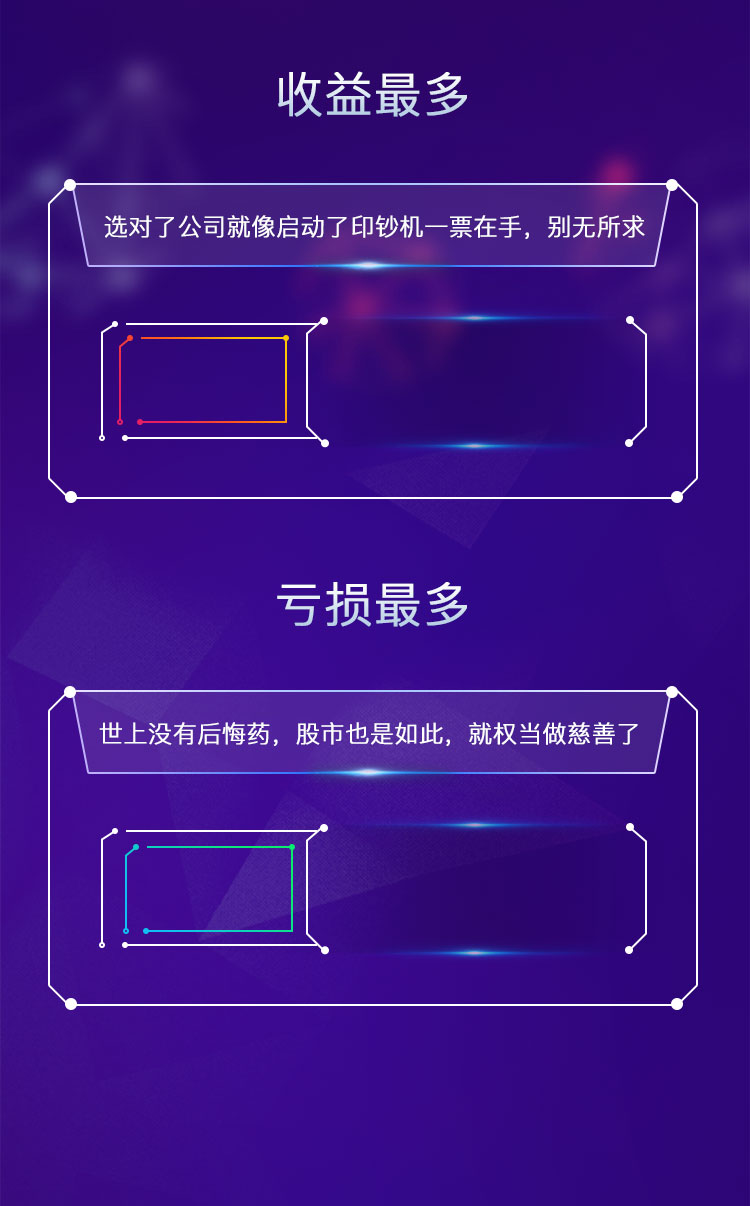 收益最多
选对了公司就像启动了印钞机一票在手，别无所求
亏损最多
世上没有后悔药，股市也是如此，就权当做慈善了